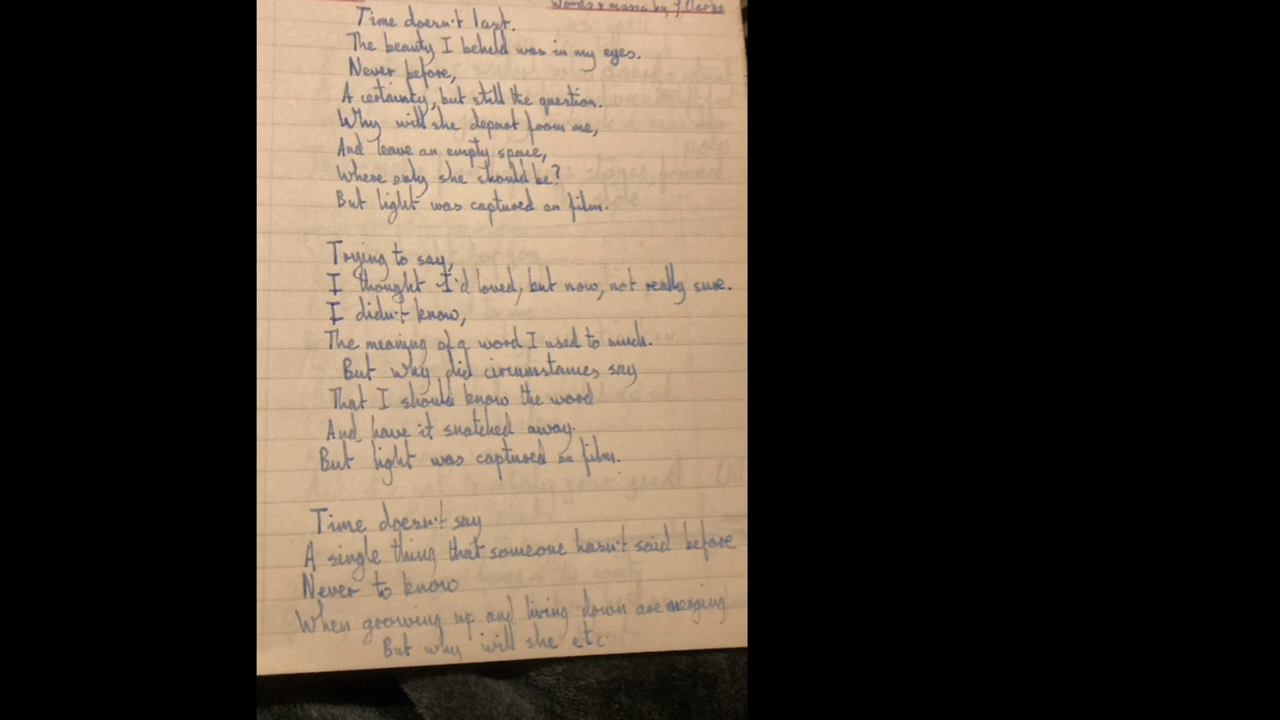 Words & music by J.
Time doesn't last.
The beauty I beheld was in my eyes.
Never before,
A certainty, but still the question.
Why will she depart from me,
And leave an empty space,
Where only she should be?
But light was captured on film.
Trying to say,
I thought I'd loved, but now, not really sure.
I didn't know,
The meaning of a word I used to much.
But why did circumstances say
That I should know the word
And have it snatched away.
But light was captured on film.
Time doesn't say
A single thing that someone hasn't said before
Never to know
When growing up and living down are merging
But why will she etc